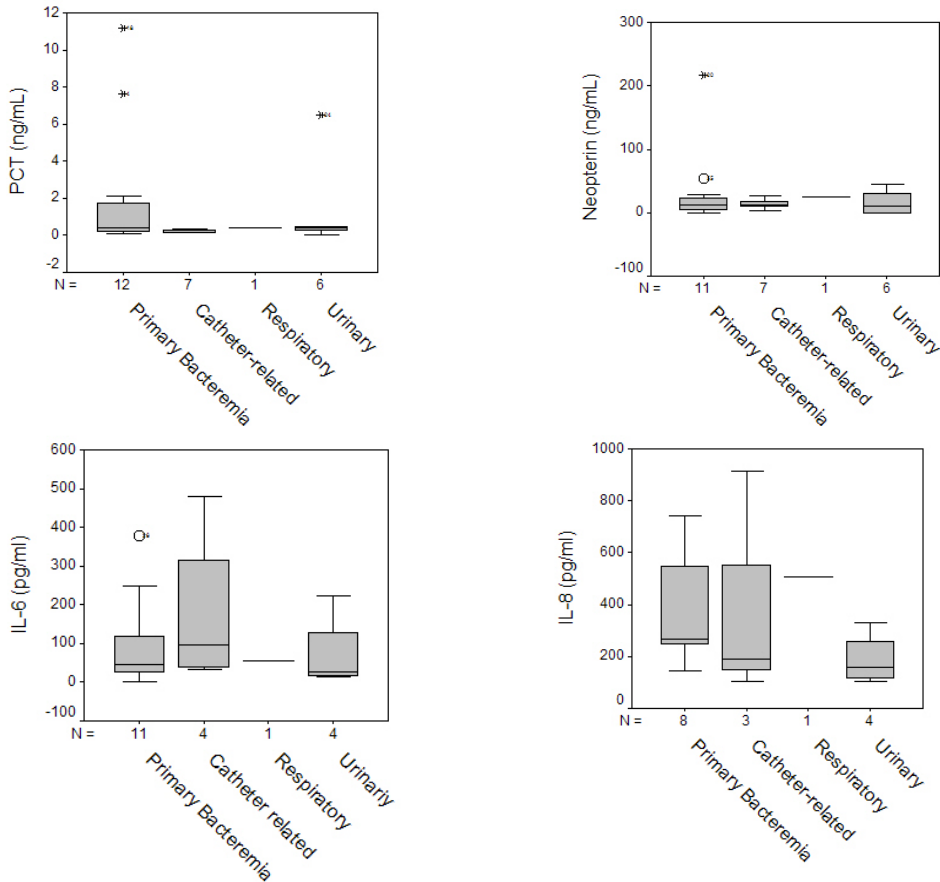 12
10
8
6
4
2
0
-2
PCT (ng/mL)
N = 12 7 1 6
Primary Bacteremia
Catheter-related
Respiratory
Urinary
300
200
100
0
-100
Neopterin (ng/mL)
N = 11 7 1 6
Primary Bacteremia
Catheter-related
Respiratory
Urinary
600
500
400
300
200
100
0
-100
IL-6 (pg/ml)
N = 11 4 1 4
Primary Bacteremia
Catheter related
Respiratory
Urinariy
1000
800
600
400
200
0
IL-8 (pg/ml)
N = 8 3 1 4
Primary Bacteremia
Catheter-related
Respiratory
Urinary